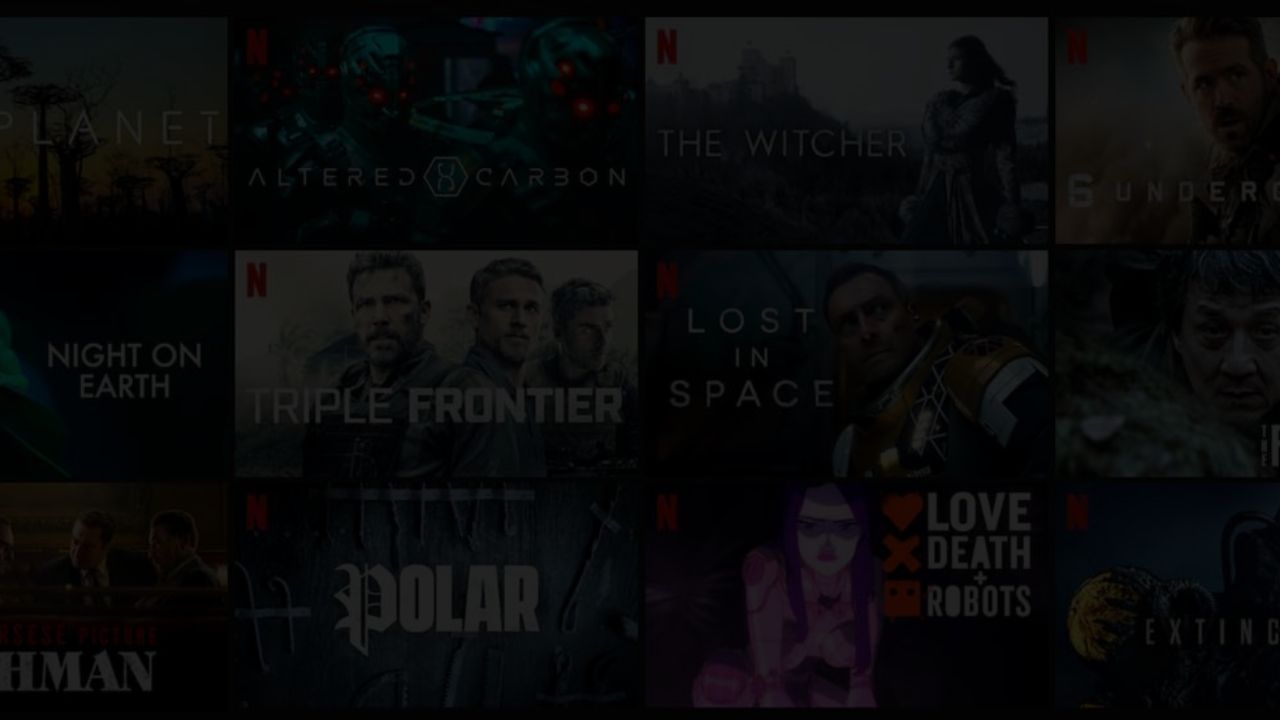 PLANET
N
ALTERED CARBON
N
THE WITCHER
N
6 UNDERG
NIGHT ON
EARTH
N
TRIPLE FRONTIER
N
LOST
IN
SPACE
RSESE PICTURE
HMAN
N
POLAR
N
LOVE
DEATH
+
ROBOTS
N
EXTINC